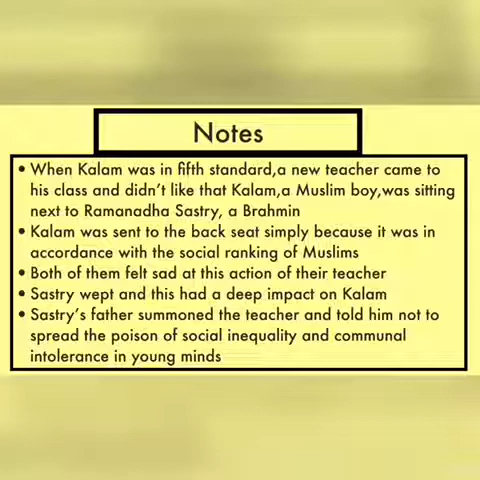 Notes
• When Kalam was in fifth standard,a new teacher came to
his class and didn't like that Kalam,a Muslim boy,was sitting
next to Ramanadha Sastry, a Brahmin
• Kalam was sent to the back seat simply because it was in
accordance with the social ranking of Muslims
• Both of them felt sad at this action of their teacher
• Sastry wept and this had a deep impact on Kalam
• Sastry's father summoned the teacher and told him not to
spread the poison of social inequality and communal
intolerance in young minds